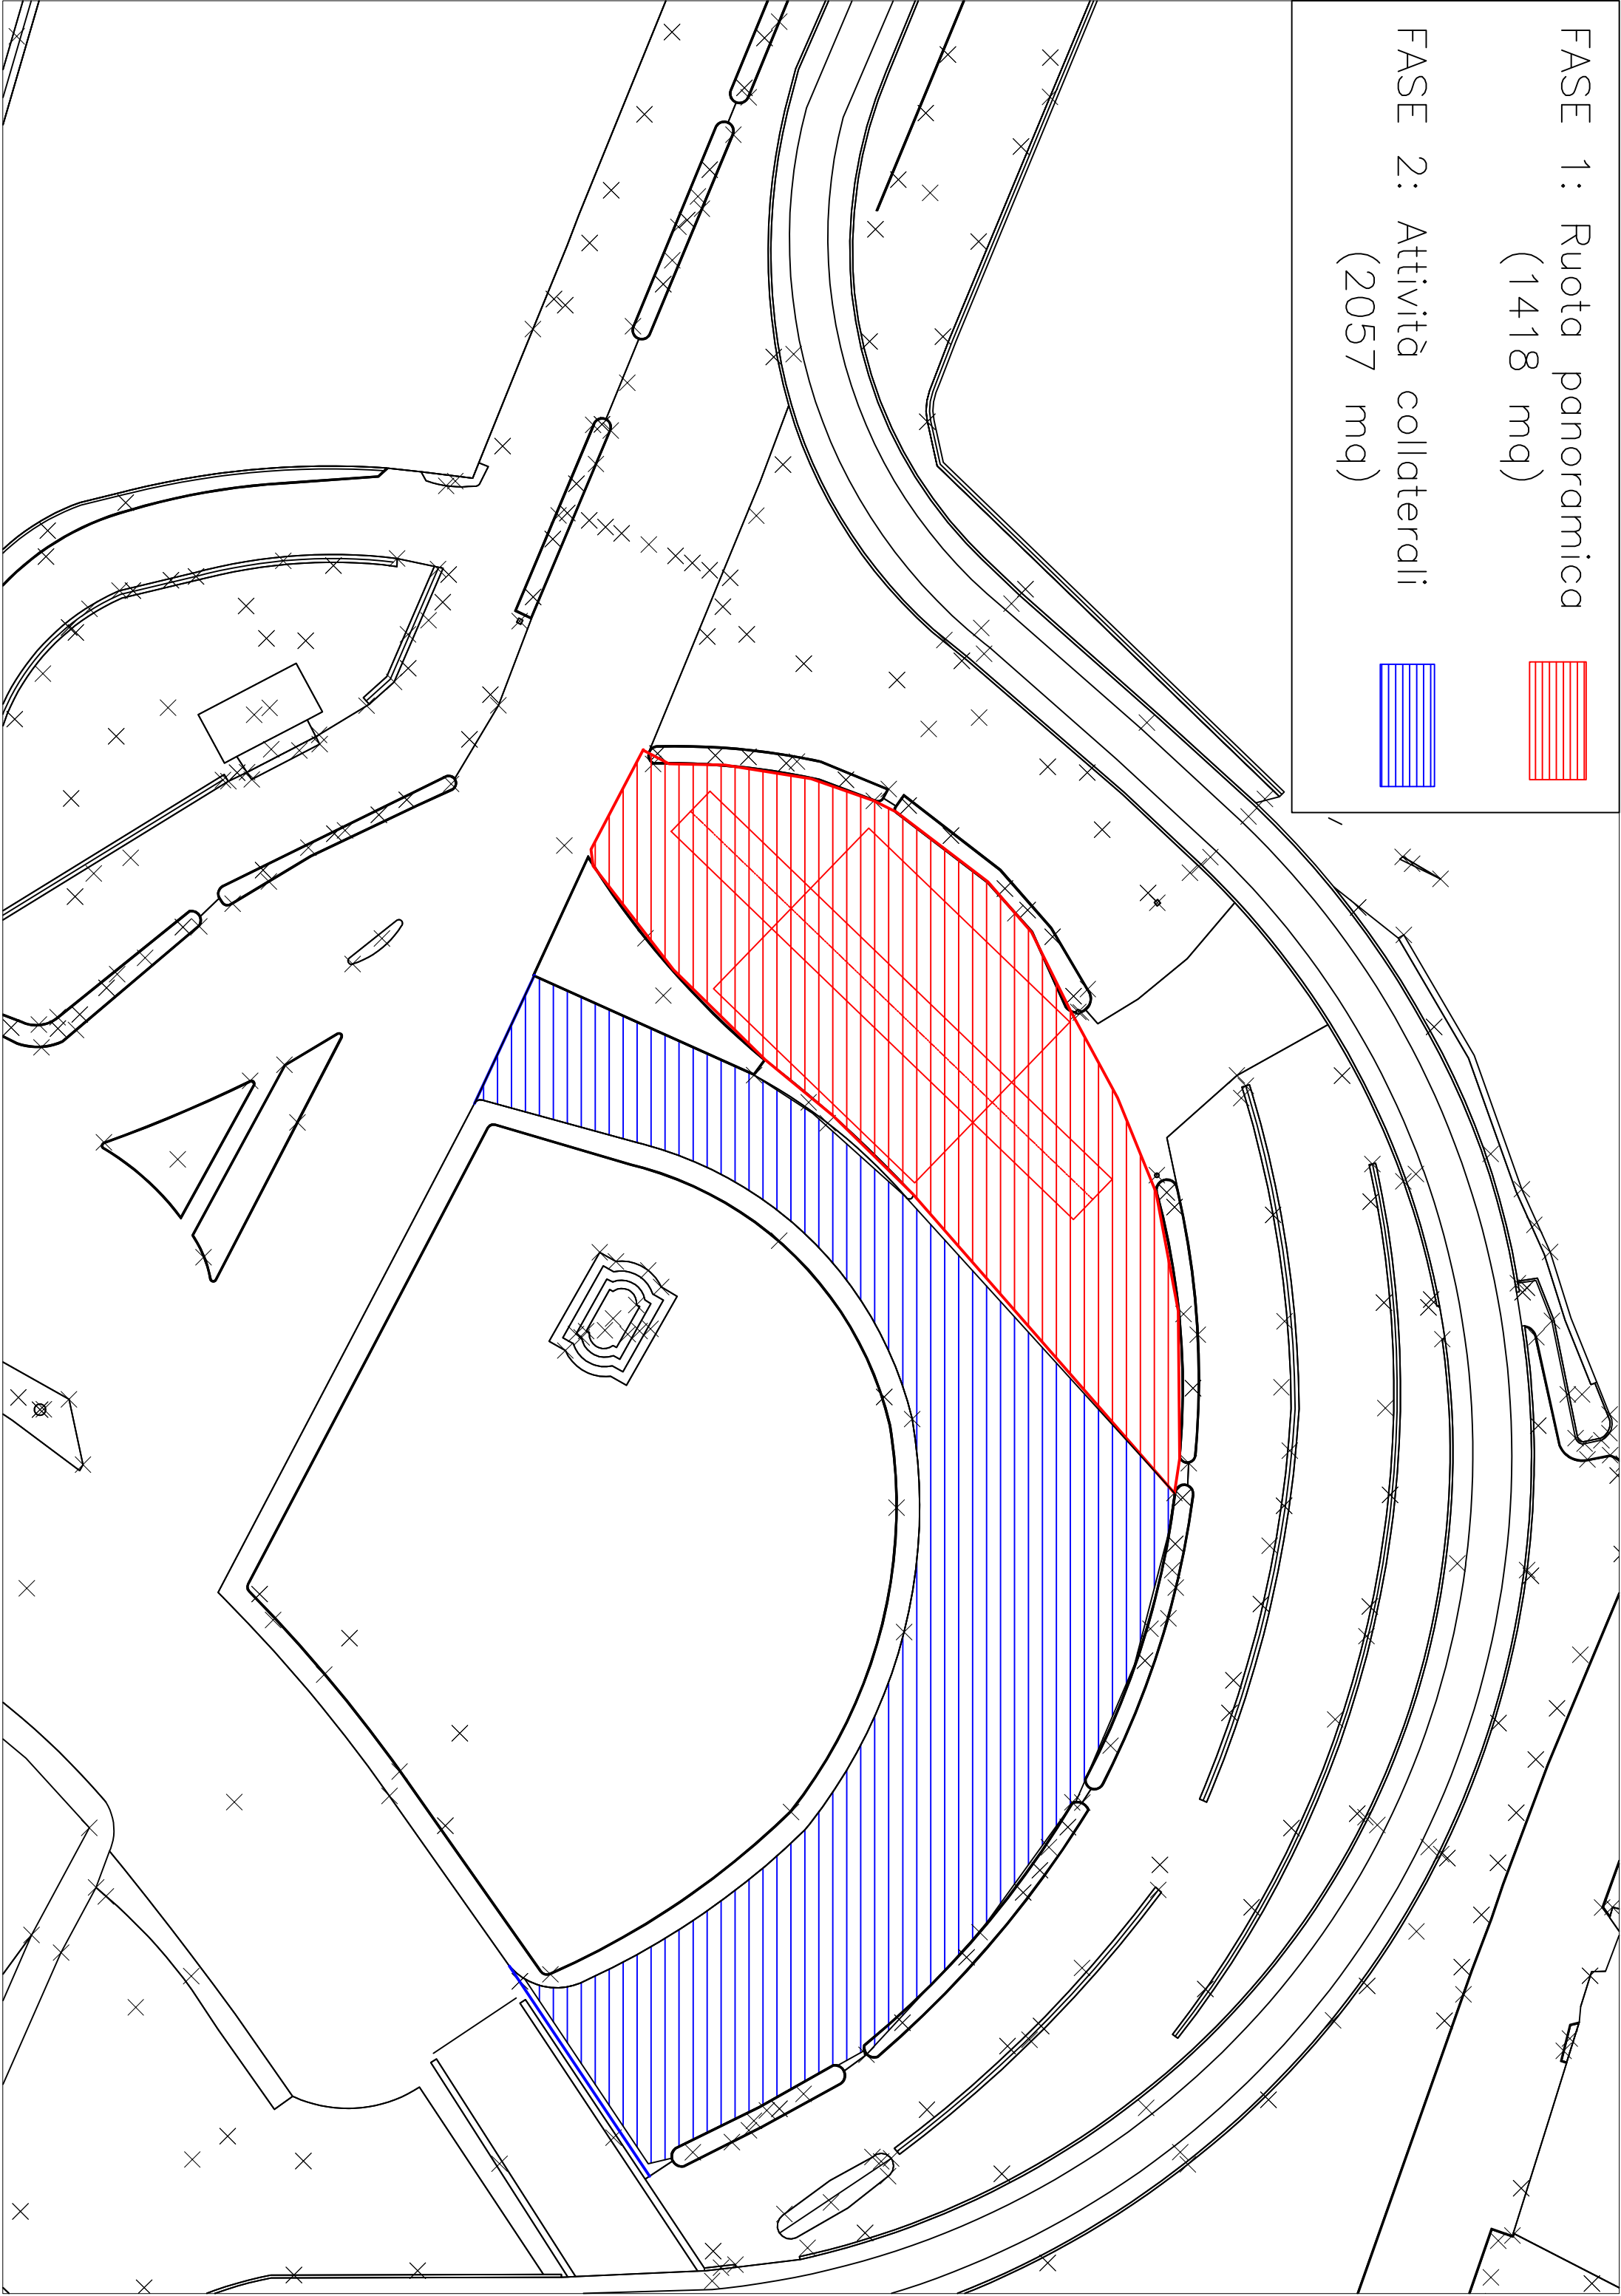 FASE 1: Ruota panoramica
(1418 mq)
FASE 2: Attività collaterali
(2057 mq)